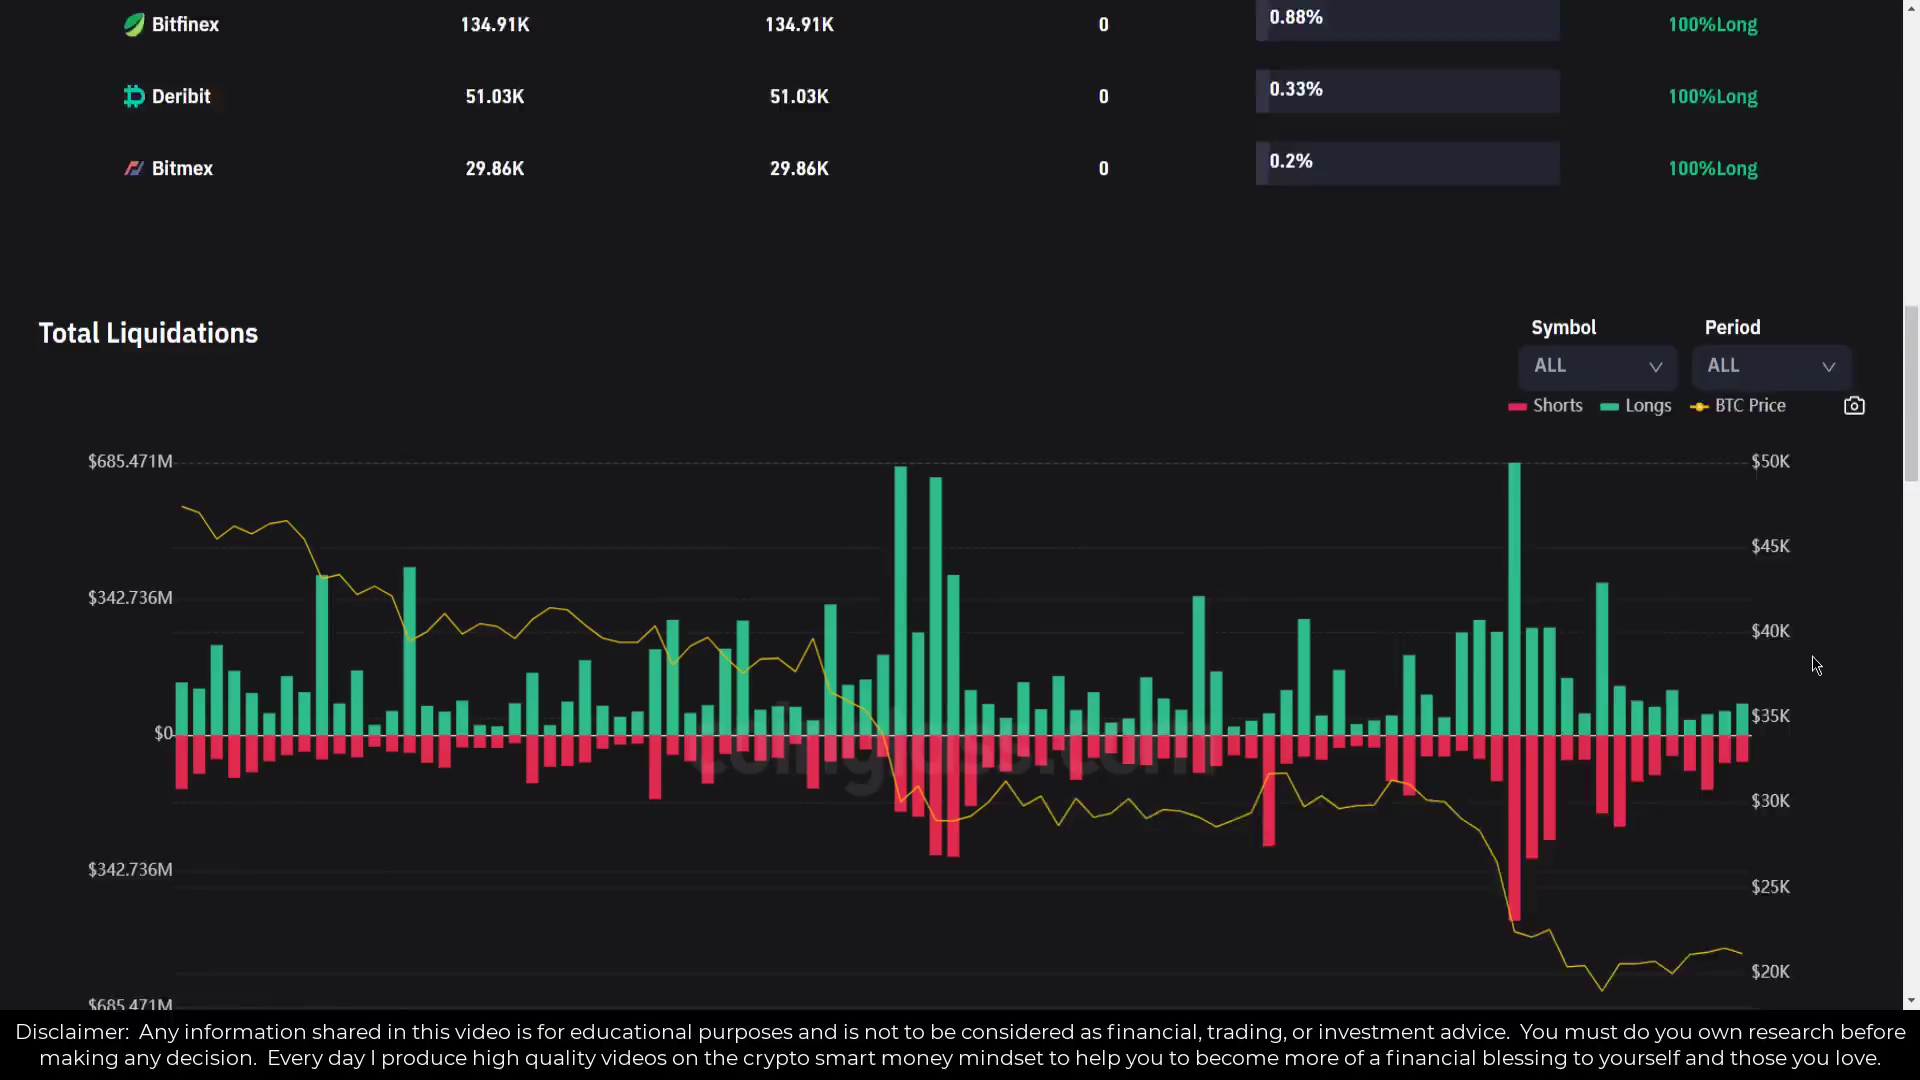 Bitfinex 134.91K 134.91K 0 0.88% 100%Long
Deribit 51.03K 51.03K 0 0.33% 100%Long
Bitmex 29.86K 29.86K 0 0.2% 100%Long
Total Liquidations
Symbol Period
ALL ALL
Shorts Longs BTC Price
$685.471M $50K
$45K
$342.736M
$40K
$35K
$0
coinglass.com
$30K
$342.736M
$25K
$20K
$685.471M
Disclaimer: Any information shared in this video is for educational purposes and is not to be considered as financial, trading, or investment advice. You must do you own research before
making any decision. Every day I produce high quality videos on the crypto smart money mindset to help you to become more of a financial blessing to yourself and those you love.